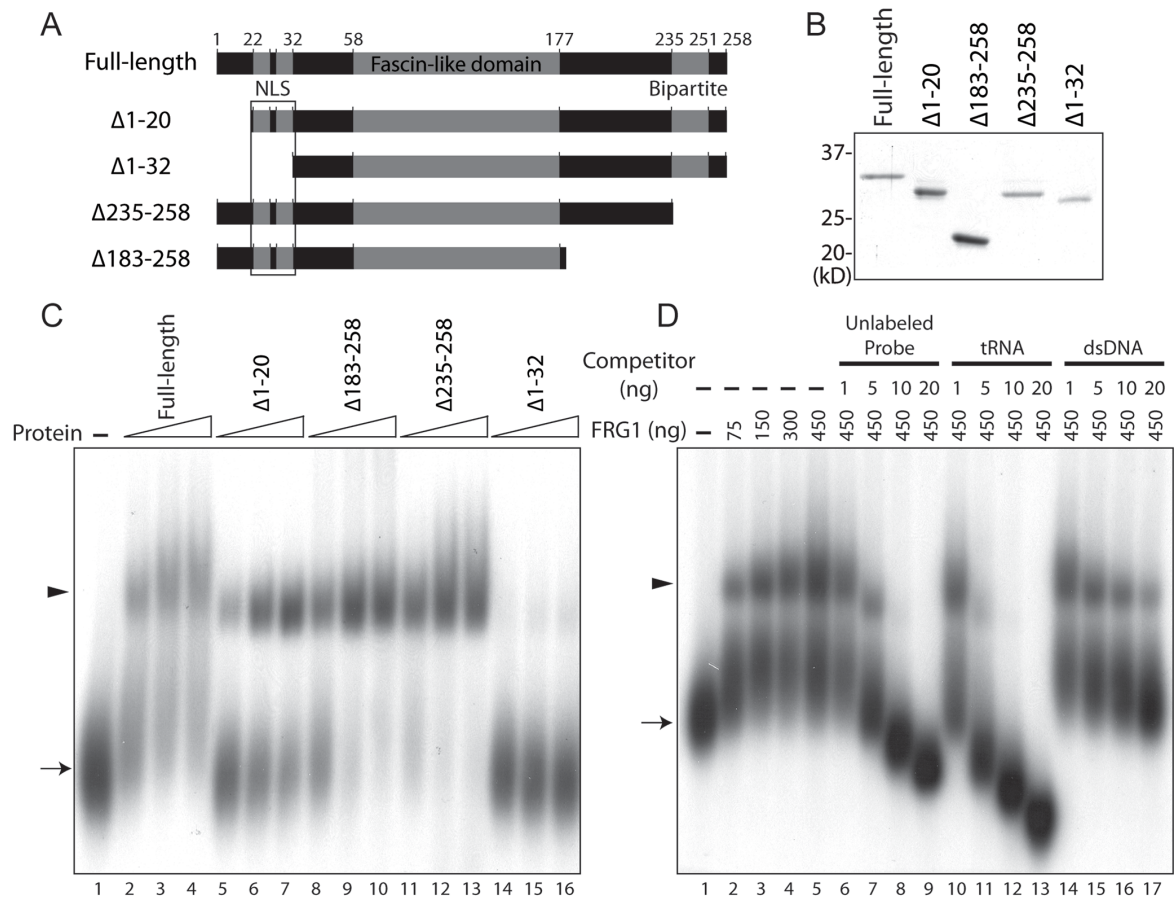 A
1 22 32 58 177 235 251 258
Full-length
Fascin-like domain
NLS
Bipartite
Δ1-20
Δ1-32
Δ235-258
Δ183-258
B
Full-length
Δ1-20
Δ183-258
Δ235-258
Δ1-32
37-
25-
20-
(kD)
C
Full-length
Δ1-20
Δ183-258
Δ235-258
Δ1-32
Protein –
1 2 3 4 5 6 7 8 9 10 11 12 13 14 15 16
D
Unlabeled
Probe
tRNA
dsDNA
Competitor
(ng)
– – – – – 1 5 10 20 1 5 10 20 1 5 10 20
FRG1 (ng) – 75 150 300 450 450 450 450 450 450 450 450 450 450 450 450 450
1 2 3 4 5 6 7 8 9 10 11 12 13 14 15 16 17